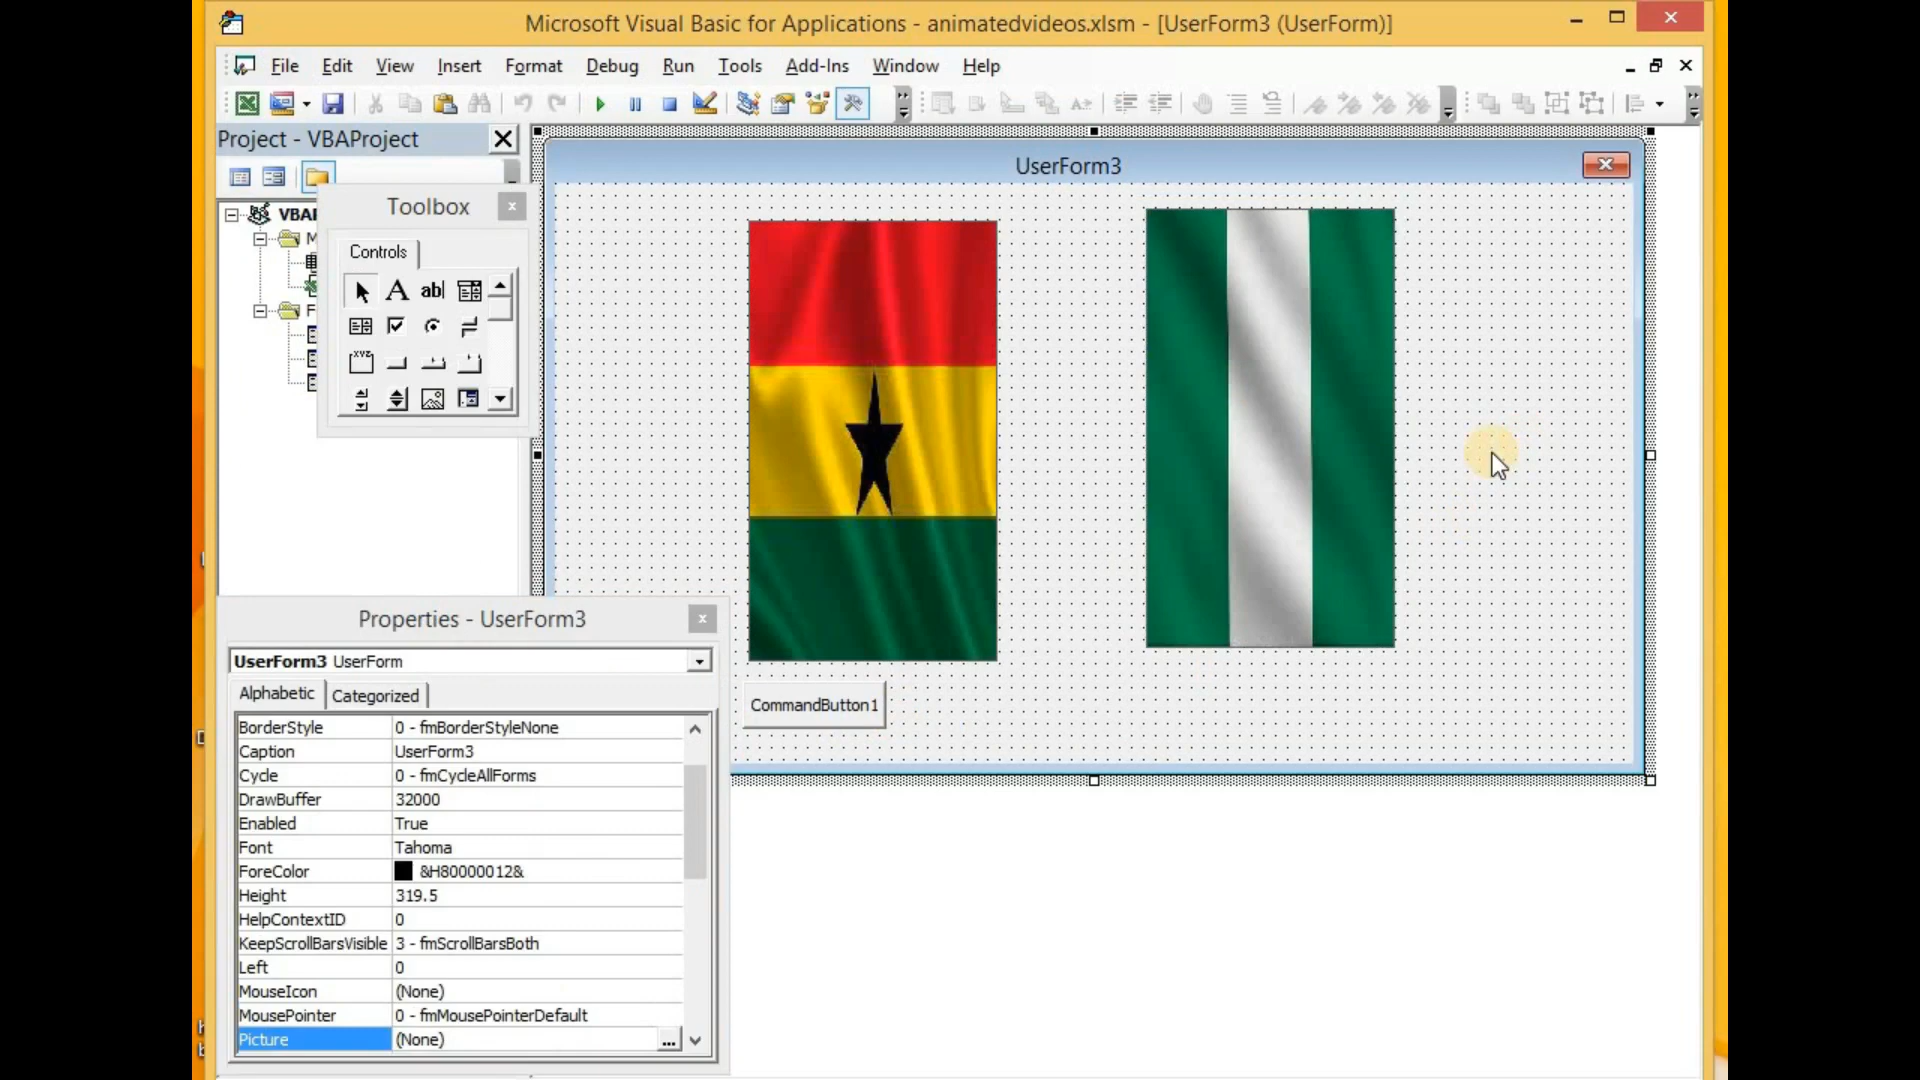 Microsoft Visual Basic for Applications - animatedvideos.xlsm - [UserForm3 (UserForm)]
File Edit View Insert Format Debug Run Tools Add-Ins Window Help
Project - VBAProject
UserForm3
Toolbox
VBAP
Controls
A abl
XYZ
CommandButton1
Properties - UserForm3
UserForm3 UserForm
Alphabetic Categorized
BorderStyle 0 - fmBorderStyleNone
Caption UserForm3
Cycle 0 - fmCycleAllForms
DrawBuffer 32000
Enabled True
Font Tahoma
ForeColor &H80000012&
Height 319.5
HelpContextID 0
KeepScrollBarsVisible 3 - fmScrollBarsBoth
Left 0
MouseIcon (None)
MousePointer 0 - fmMousePointerDefault
Picture (None) ...